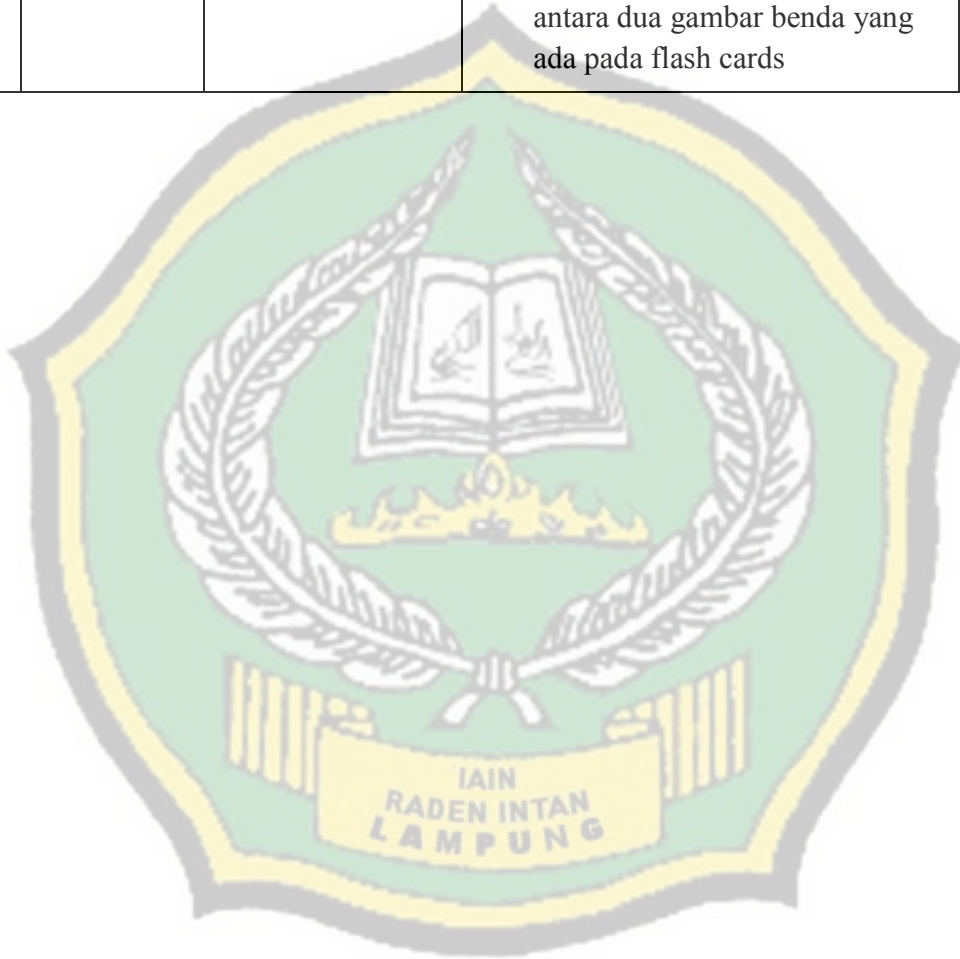 antara dua gambar benda yang
ada pada flash cards
IAIN
RADEN INTAN
LAMPUNG